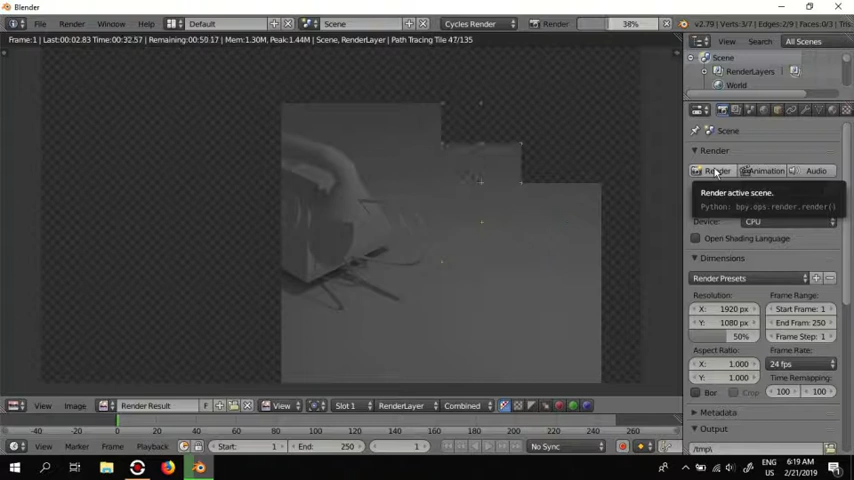 Blender
File Render Window Help Default Scene Cycles Render Render 38% v2.79 | Verts:3/7 | Edges:2/9 | Faces:0/3
Frame:1 | Last:00:02.83 Time:00:32.57 | Remaining:00:50.17 | Mem:1.30M, Peak:1.44M | Scene, RenderLayer | Path Tracing Tile 47/135
View Search All Scenes
Scene
RenderLayers
World
Scene
Render
Render Animation Audio
Render active scene.
Python: bpy.ops.render.render(
Device: CPU
Open Shading Language
Dimensions
Render Presets
Resolution: Frame Range:
X: 1920 px Start Frame: 1
Y: 1080 px End Fram: 250
50% Frame Step: 1
Aspect Ratio: Frame Rate:
X: 1.000 24 fps
Y: 1.000 Time Remapping:
Bor Crop 100 100
Metadata
Output
/tmp\
View Image Render Result F View Slot 1 RenderLayer Combined
-40 -20 0 20 40 60 80 100 120 140 160 180 200 220 240 260
View Marker Frame Playback Start: 1 End: 250 1 No Sync
ENG
US
6:19 AM
2/21/2019